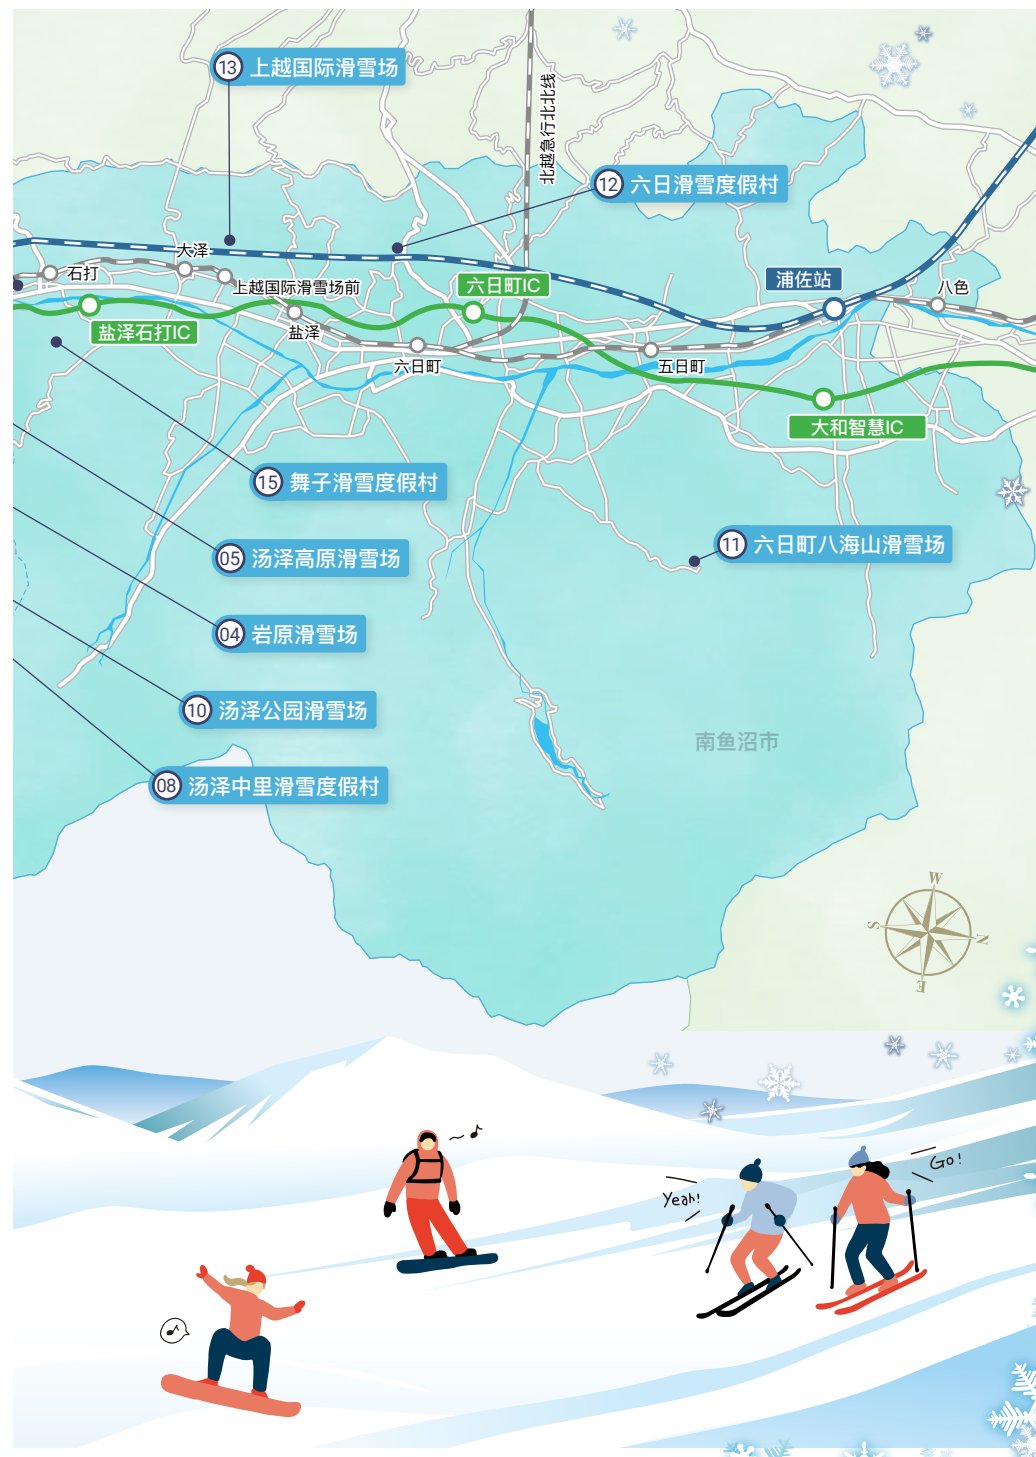 13 上越国际滑雪场
北越急行北北线
12 六日滑雪度假村
大泽
石打
上越国际滑雪场前
六日町IC
浦佐站
八色
盐泽石打IC
盐泽
六日町
五日町
大和智慧IC
15 舞子滑雪度假村
11 六日町八海山滑雪场
05 汤泽高原滑雪场
04 岩原滑雪场
10 汤泽公园滑雪场
南鱼沼市
08 汤泽中里滑雪度假村
W
S
N
E
Go!
Yeah!